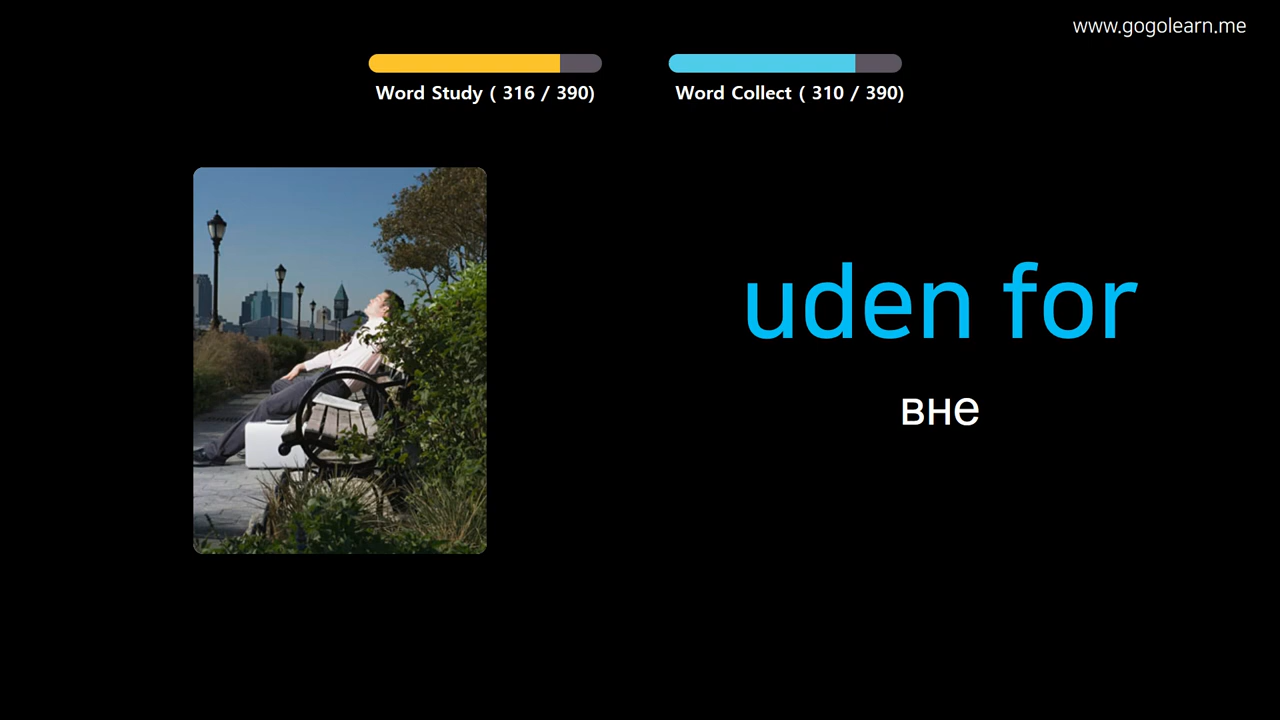 www.gogolearn.me
Word Study ( 316 / 390)
Word Collect ( 310 / 390)
uden for
вне